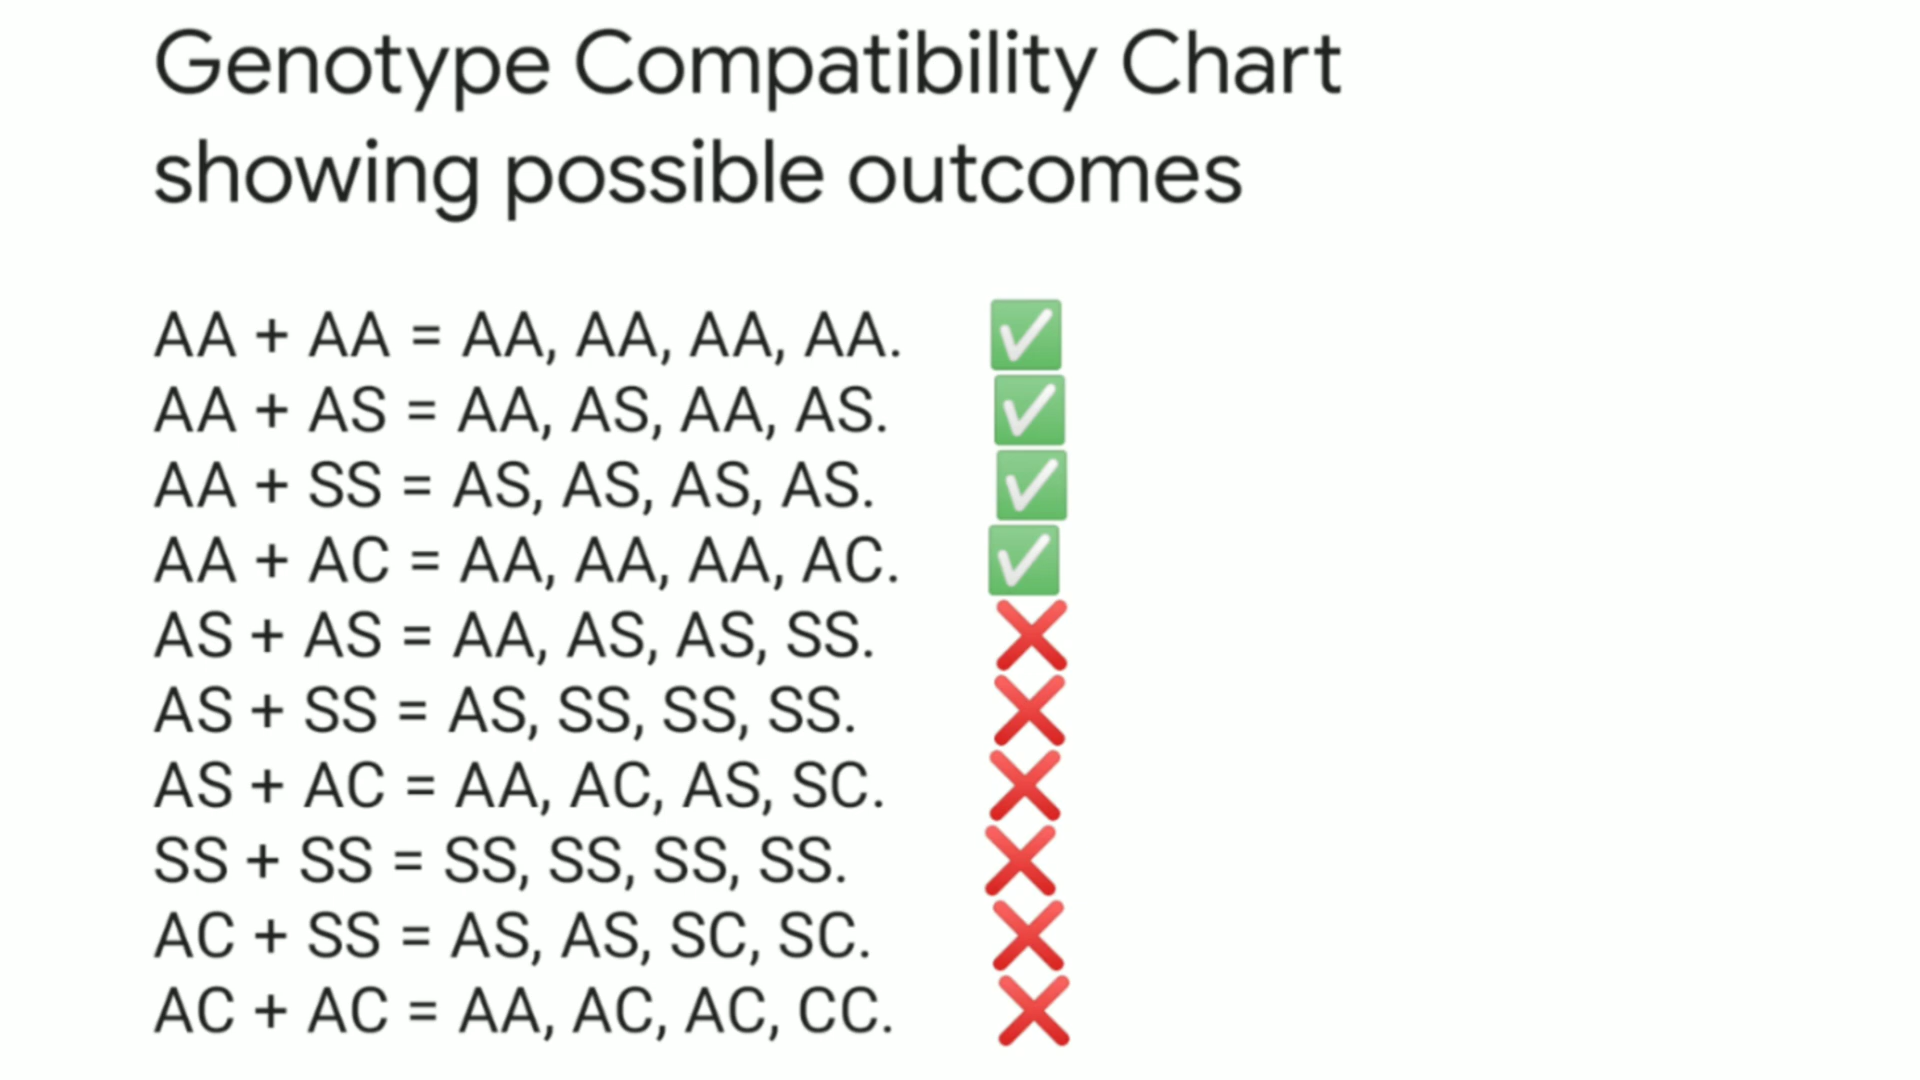 Genotype Compatibility Chart
showing possible outcomes
AA + AA = AA, AA, AA, AA. ✅
AA + AS = AA, AS, AA, AS. ✅
AA + SS = AS, AS, AS, AS. ✅
AA + AC = AA, AA, AA, AC. ✅
AS + AS = AA, AS, AS, SS. ❌
AS + SS = AS, SS, SS, SS. ❌
AS + AC = AA, AC, AS, SC. ❌
SS + SS = SS, SS, SS, SS. ❌
AC + SS = AS, AS, SC, SC. ❌
AC + AC = AA, AC, AC, CC. ❌